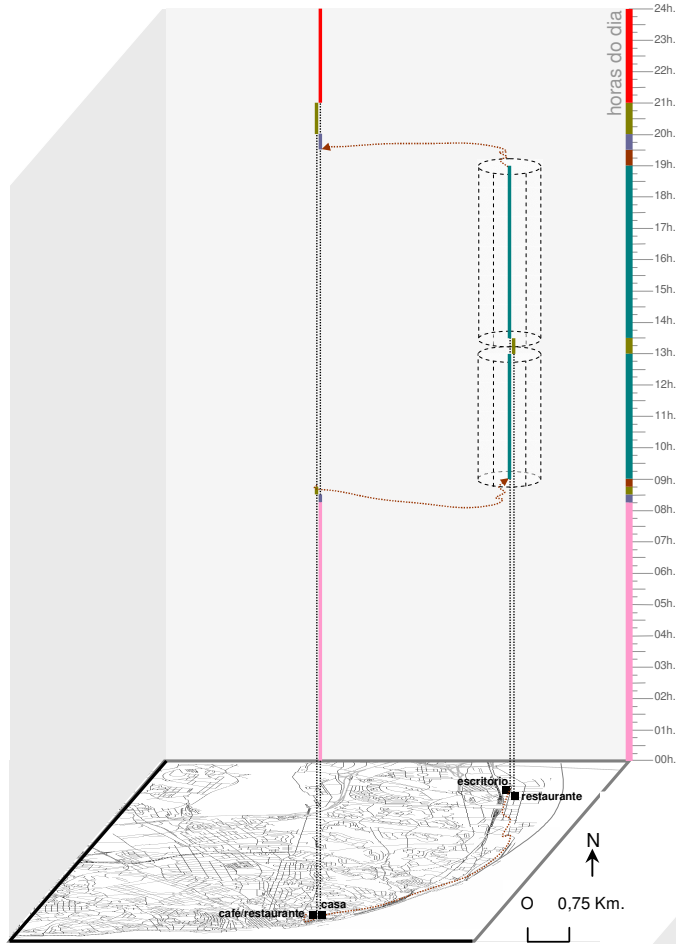 horas do dia
24h.
23h.
22h.
21h.
20h.
19h.
18h.
17h.
16h.
15h.
14h.
13h.
12h.
11h.
10h.
09h.
08h.
07h.
06h.
05h.
04h.
03h.
02h.
01h.
00h.
escritório
restaurante
casa
café/restaurante
N
O 0,75 Km.